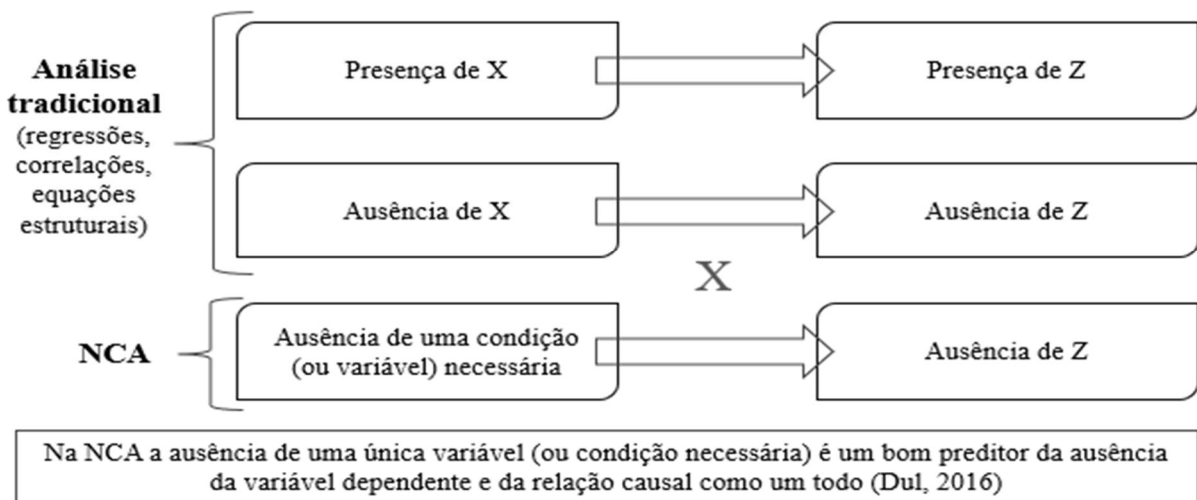 Análise
tradicional
(regressões,
correlações,
equações
estruturais)
Presença de X
Presença de Z
Ausência de X
Ausência de Z
X
NCA
Ausência de uma condição
(ou variável) necessária
Ausência de Z
Na NCA a ausência de uma única variável (ou condição necessária) é um bom preditor da ausência
da variável dependente e da relação causal como um todo (Dul, 2016)